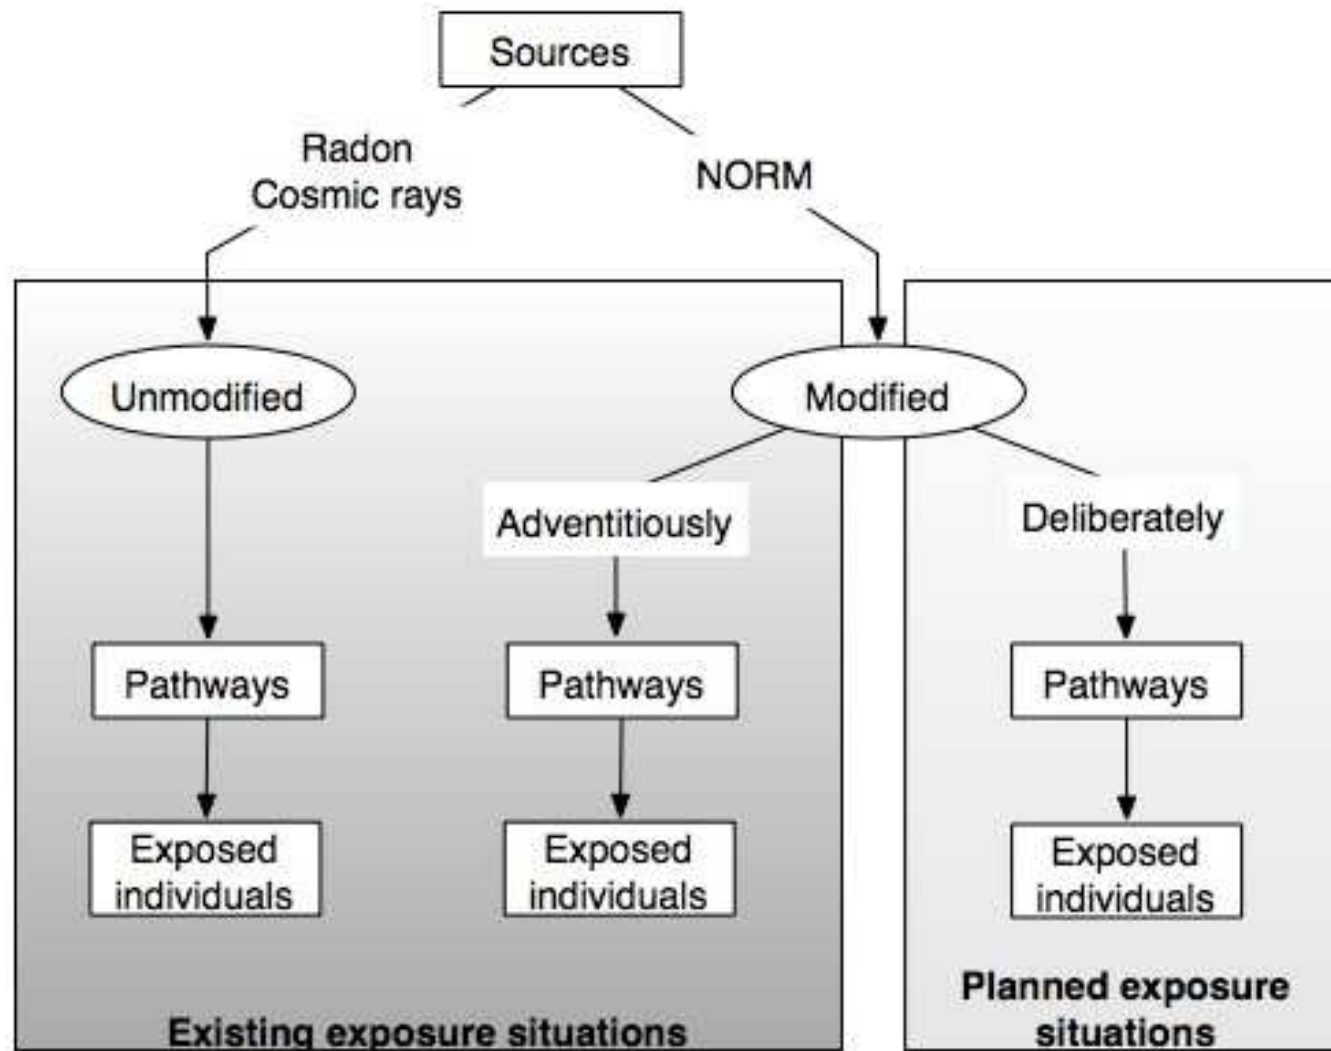 Sources
Radon
Cosmic rays
NORM
Unmodified
Modified
Adventitiously
Deliberately
Pathways
Pathways
Pathways
Exposed
individuals
Exposed
individuals
Exposed
individuals
Existing exposure situations
Planned exposure
situations